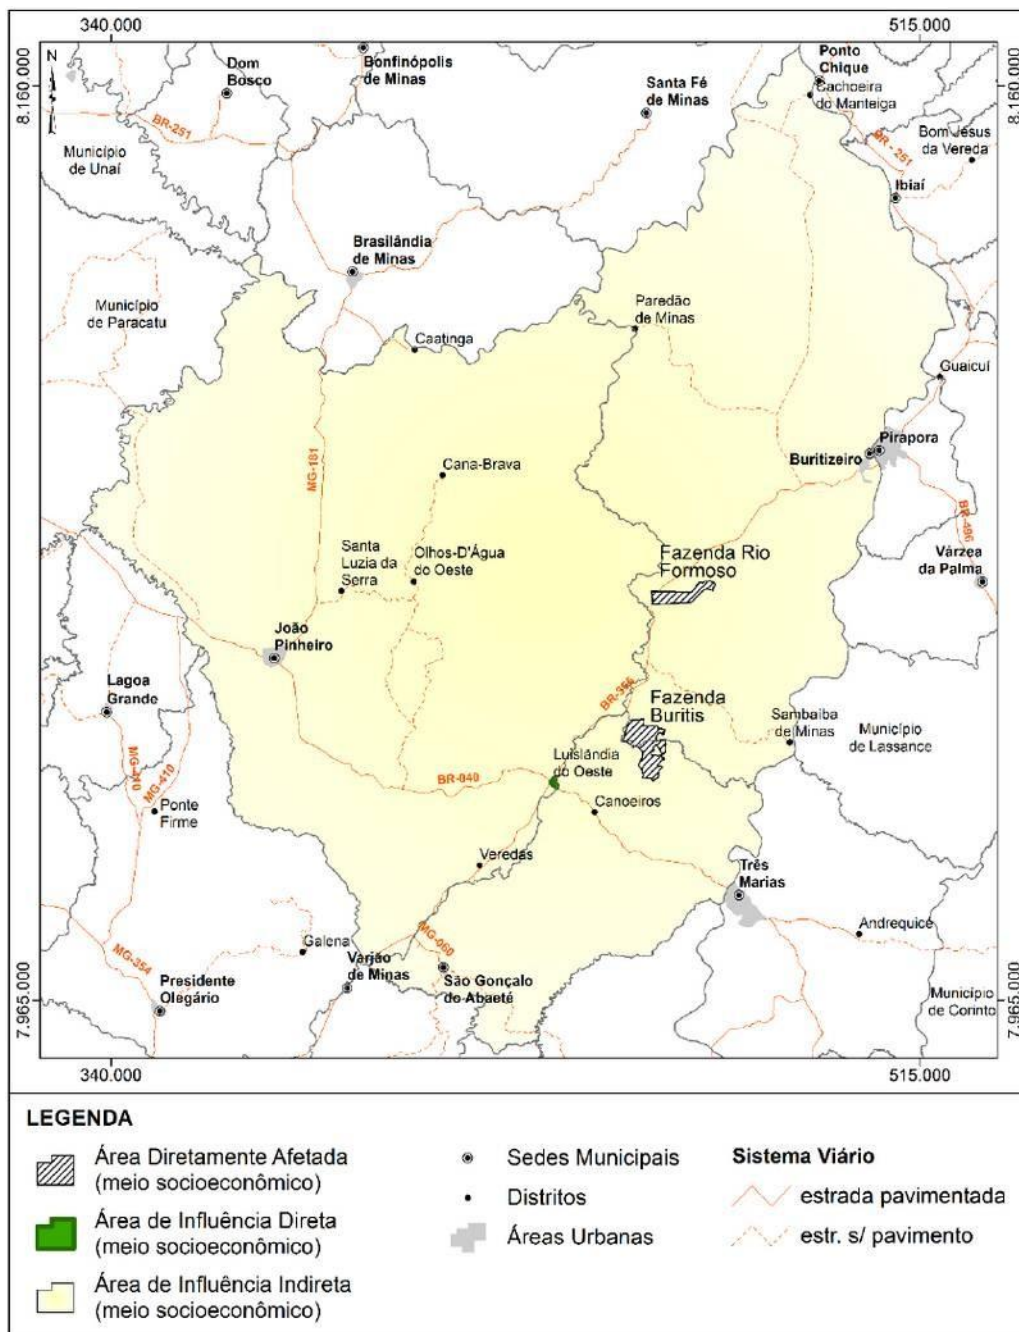 340.000
515.000
8.160.000
8.160.000
N
Dom
Bosco
Bonfinópolis
de Minas
Santa Fé
de Minas
Ponto
Chique
Cachoeira
do Manteiga
BR-251
BR - 251
Bom Jesus
da Vereda
Município
de Unaí
Ibiaí
Brasilândia
de Minas
Município
de Paracatu
Paredão
de Minas
Caatinga
Guaicuí
MG-181
Buritizeiro
Pirapora
Cana-Brava
BR-496
Santa
Luzia da
Serra
Olhos-D'Água
do Oeste
Fazenda Rio
Formoso
Várzea
da Palma
João
Pinheiro
Lagoa
Grande
BR-365
Fazenda
Buritis
Sambaíba
de Minas
Município
de Lassance
MG-410
MG-410
BR-040
Luislândia
do Oeste
Canoeiros
Ponte
Firme
Veredas
Três
Marias
Andrequicé
MG-060
Galena
MG-354
Varjão
de Minas
São Gonçalo
do Abaeté
Presidente
Olegário
Município
de Corinto
7.965.000
7.965.000
340.000
515.000
LEGENDA
Área Diretamente Afetada
(meio socioeconômico)
Área de Influência Direta
(meio socioeconômico)
Área de Influência Indireta
(meio socioeconômico)
Sedes Municipais
Distritos
Áreas Urbanas
Sistema Viário
estrada pavimentada
estr. s/ pavimento